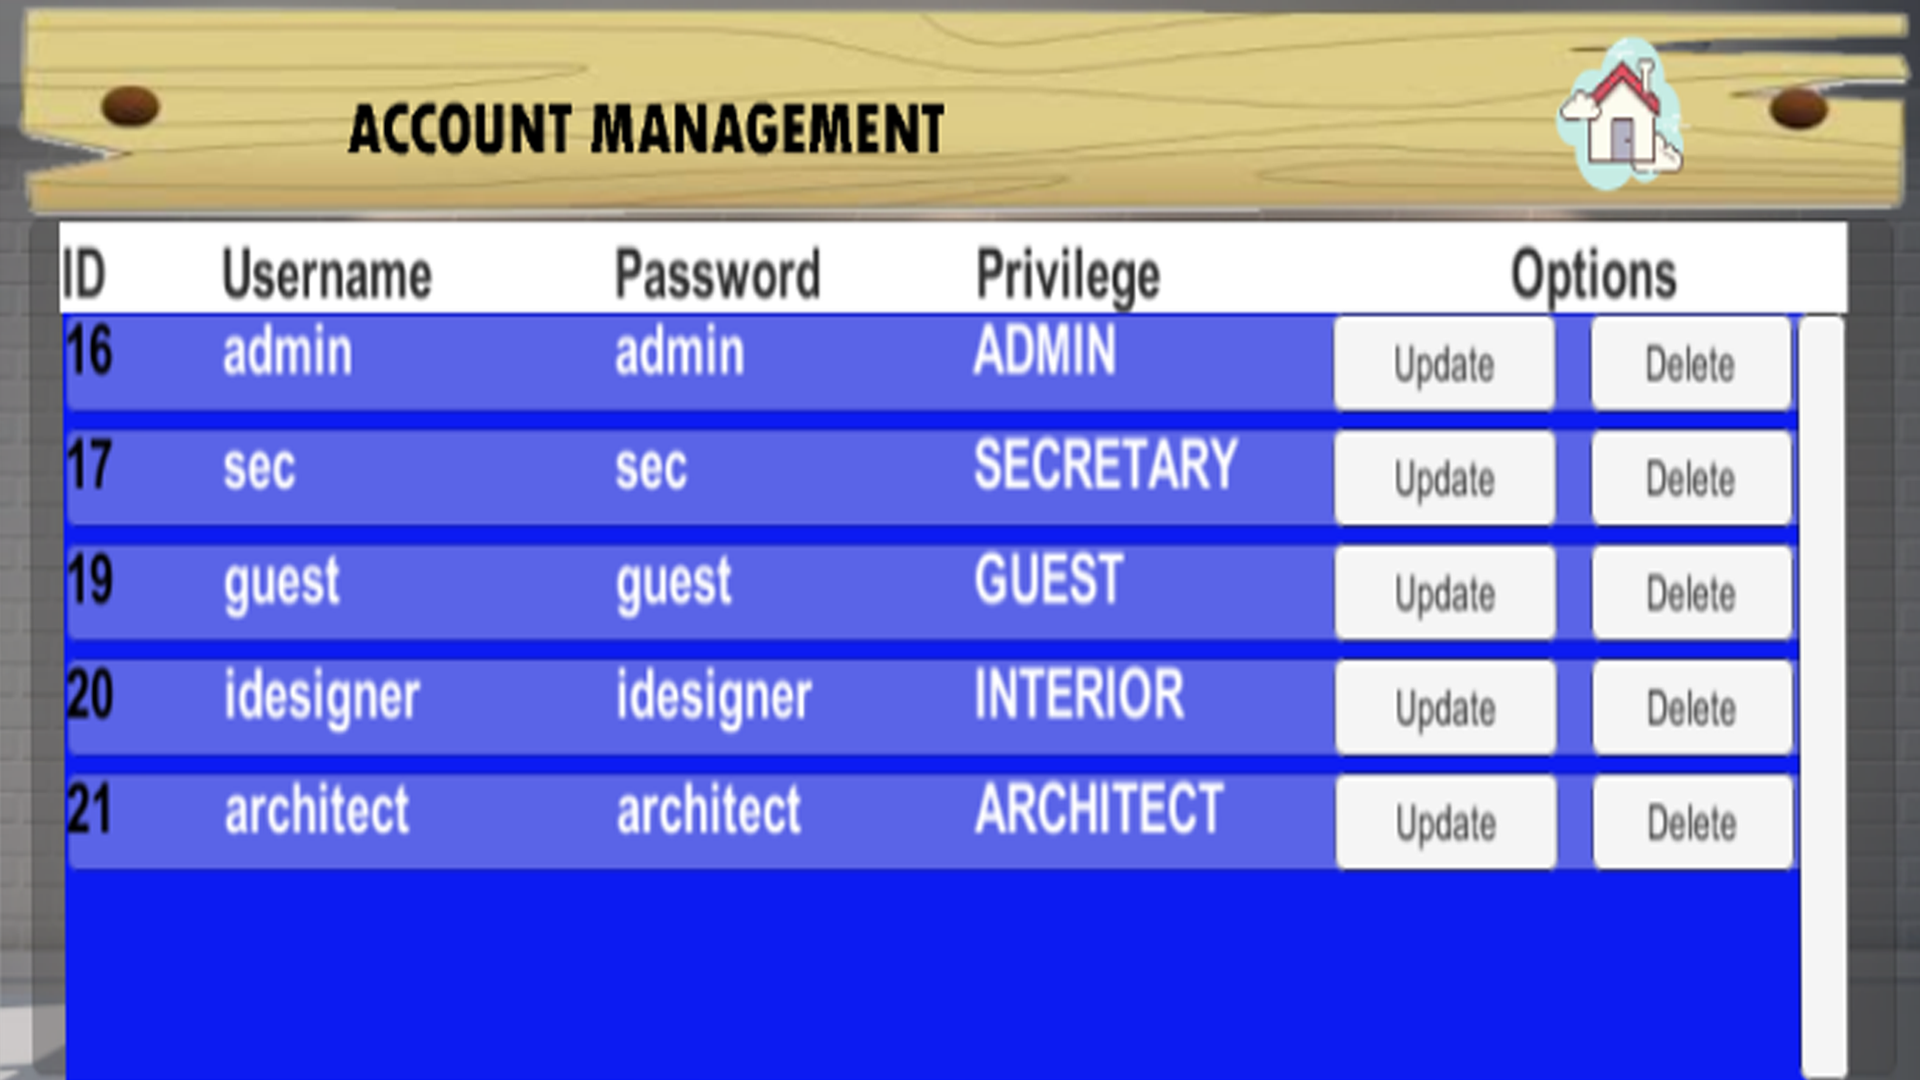 ACCOUNT MANAGEMENT
ID Username Password Privilege Options
16 admin admin ADMIN Update Delete
17 sec sec SECRETARY Update Delete
19 guest guest GUEST Update Delete
20 idesigner idesigner INTERIOR Update Delete
21 architect architect ARCHITECT Update Delete